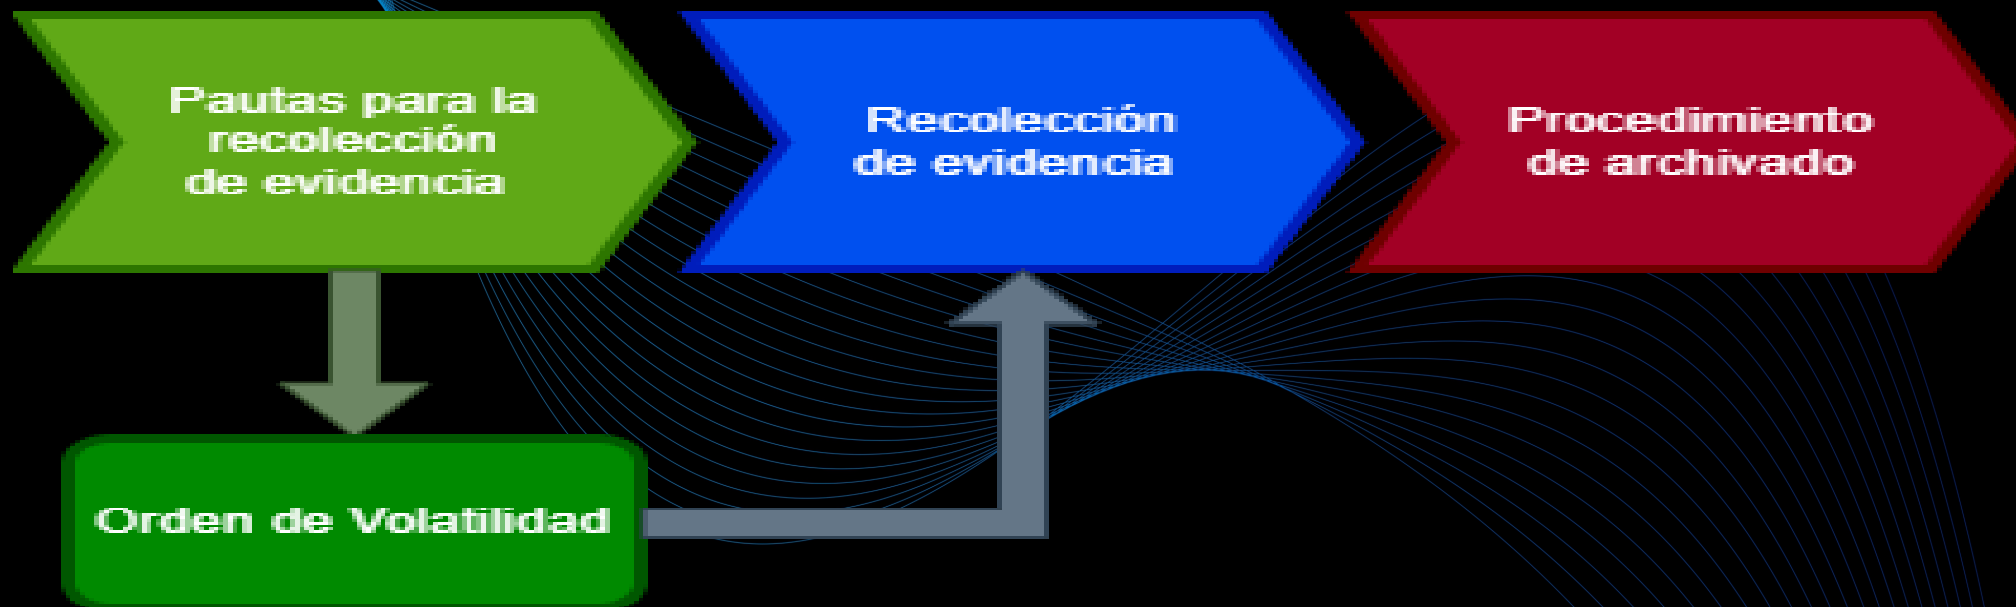 Pautas para la
recolección
de evidencia
Recolección
de evidencia
Procedimiento
de archivado
Orden de Volatilidad